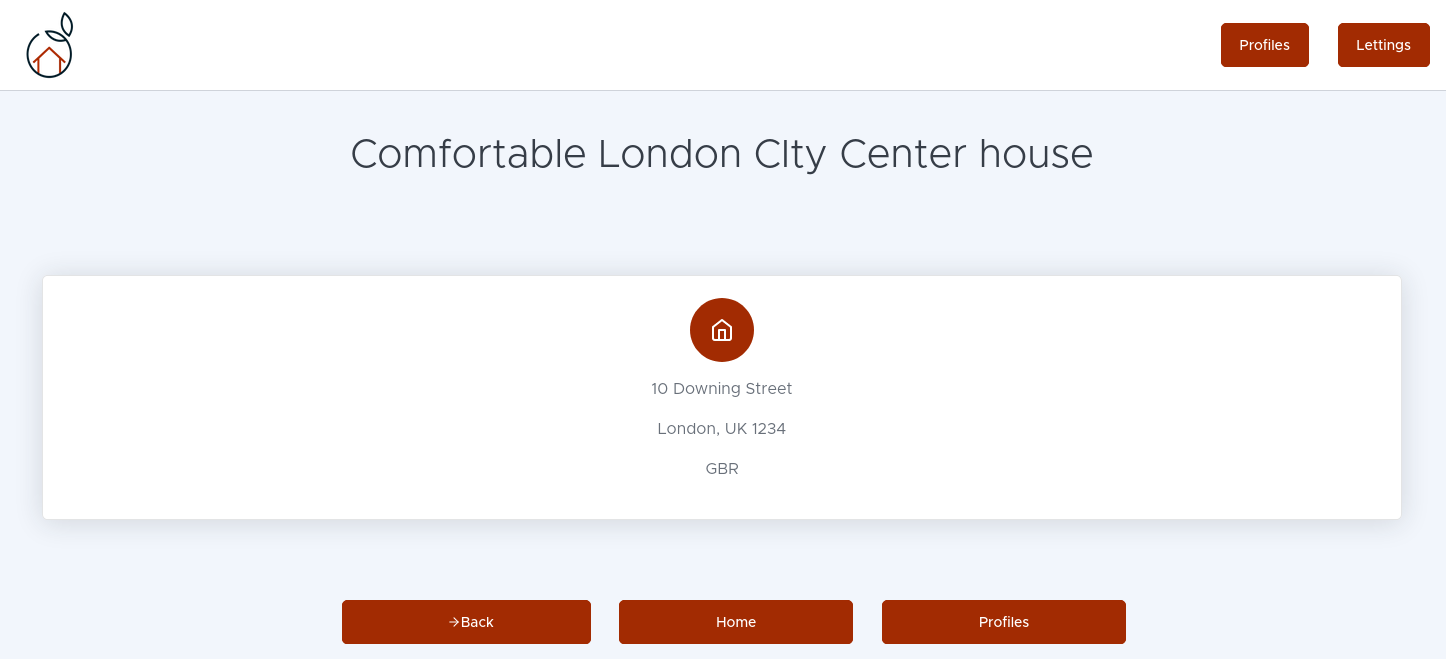 Profiles
Lettings
Comfortable London CIty Center house
10 Downing Street
London, UK 1234
GBR
→Back
Home
Profiles